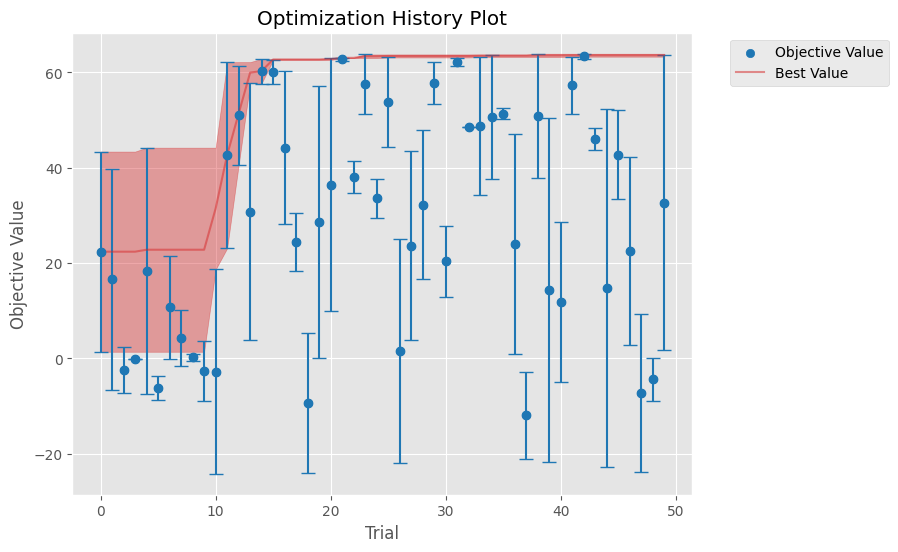 Optimization History Plot
Objective Value
Best Value
Objective Value
60
40
20
0
−20
0 10 20 30 40 50
Trial